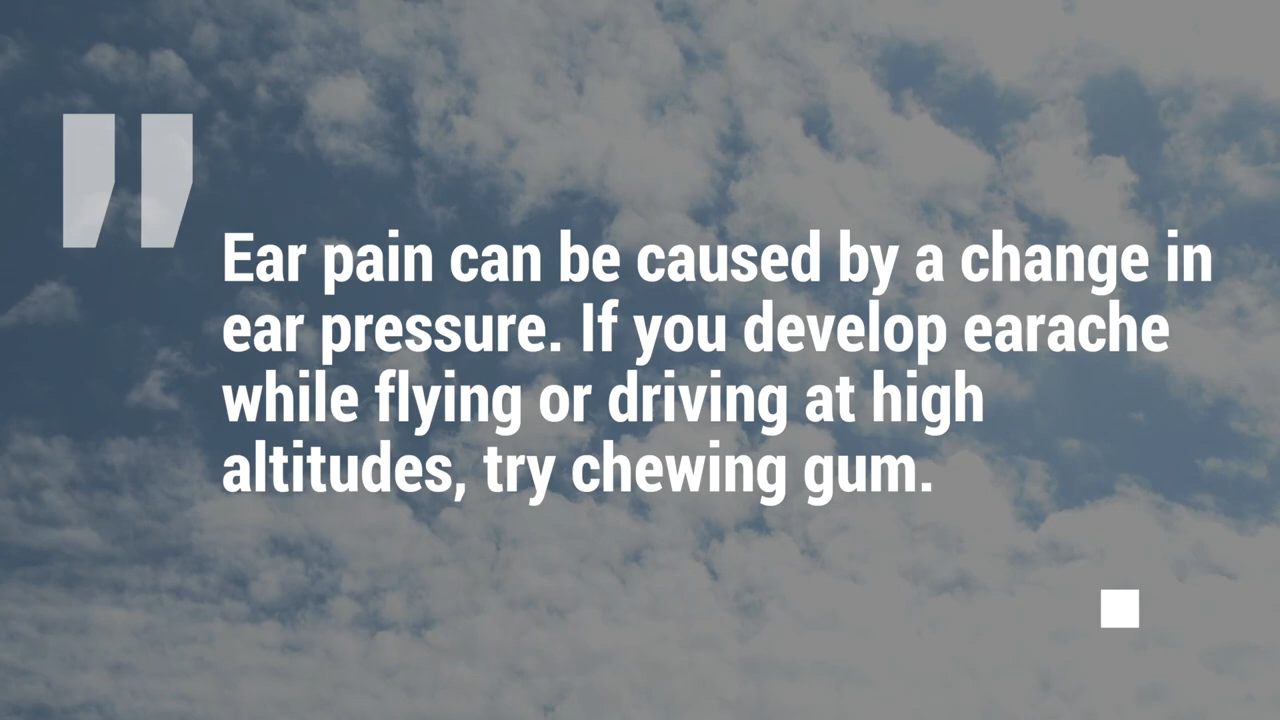 "
Ear pain can be caused by a change in
ear pressure. If you develop earache
while flying or driving at high
altitudes, try chewing gum.